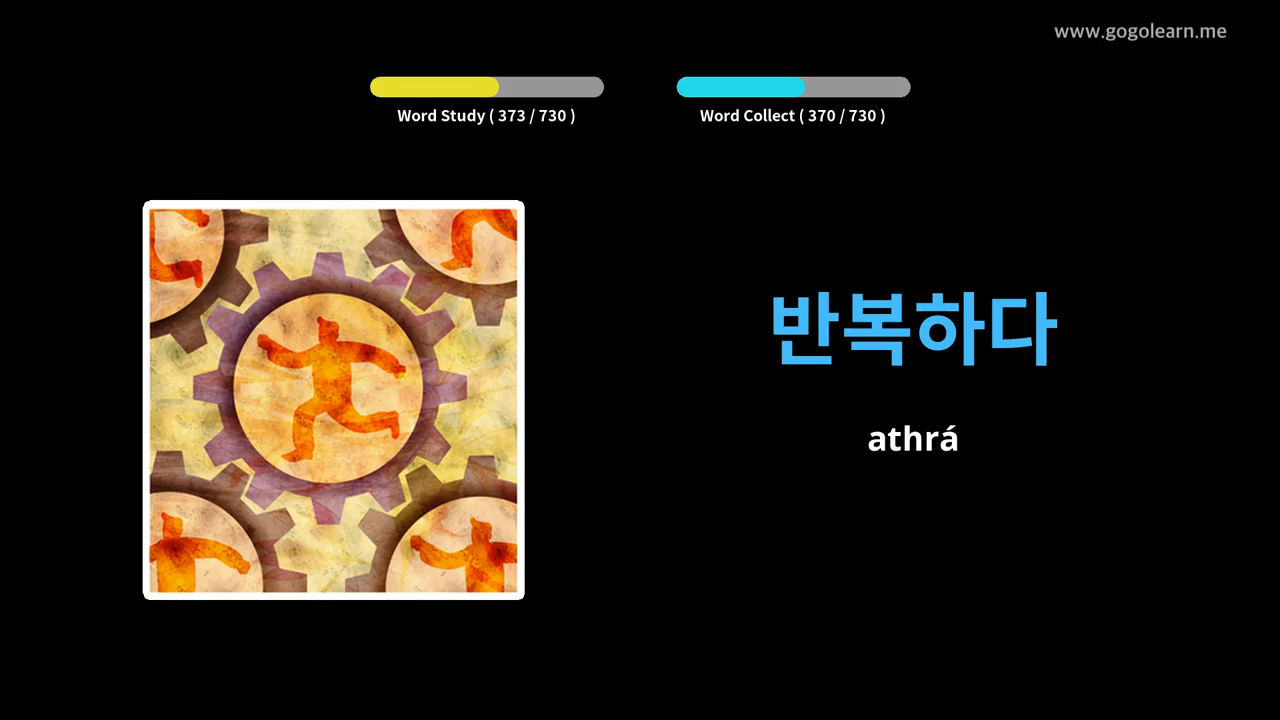 www.gogolearn.me
Word Study ( 373 / 730 )
Word Collect ( 370 / 730 )
반복하다
athrá